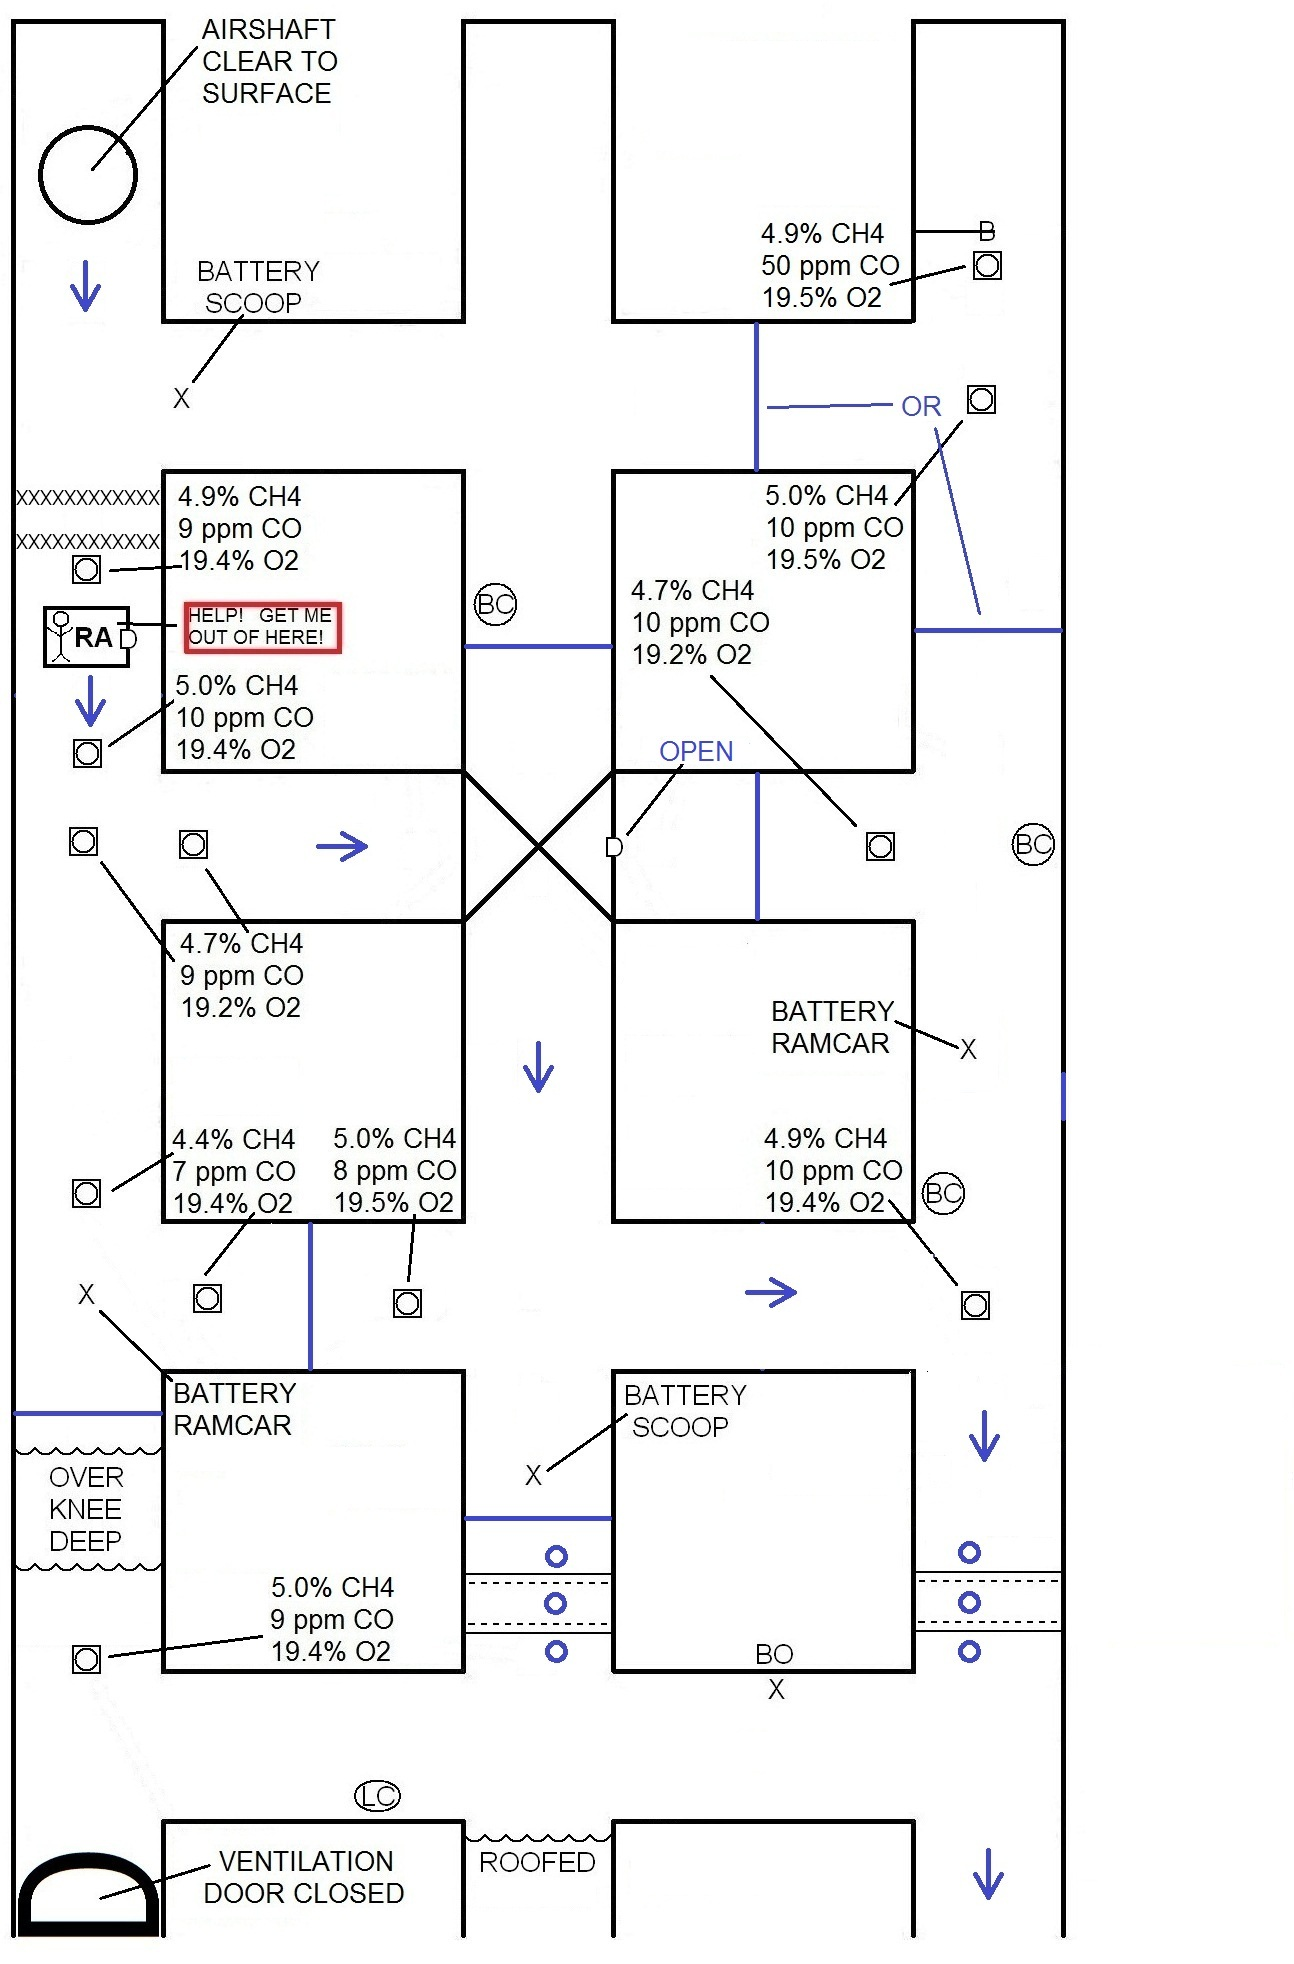 AIRSHAFT
CLEAR TO
SURFACE
4.9% CH4
50 ppm CO
19.5% O2
B
BATTERY
SCOOP
X
OR
XXXXXXXXXXXX
XXXXXXXXXXXX
4.9% CH4
9 ppm CO
19.4% O2
5.0% CH4
10 ppm CO
19.5% O2
4.7% CH4
10 ppm CO
19.2% O2
BC
RA
HELP! GET ME
OUT OF HERE!
5.0% CH4
10 ppm CO
19.4% O2
OPEN
BC
4.7% CH4
9 ppm CO
19.2% O2
BATTERY
RAMCAR
X
4.4% CH4
7 ppm CO
19.4% O2
5.0% CH4
8 ppm CO
19.5% O2
4.9% CH4
10 ppm CO
19.4% O2
BC
X
BATTERY
RAMCAR
BATTERY
SCOOP
X
OVER
KNEE
DEEP
5.0% CH4
9 ppm CO
19.4% O2
BO
X
LC
VENTILATION
DOOR CLOSED
ROOFED